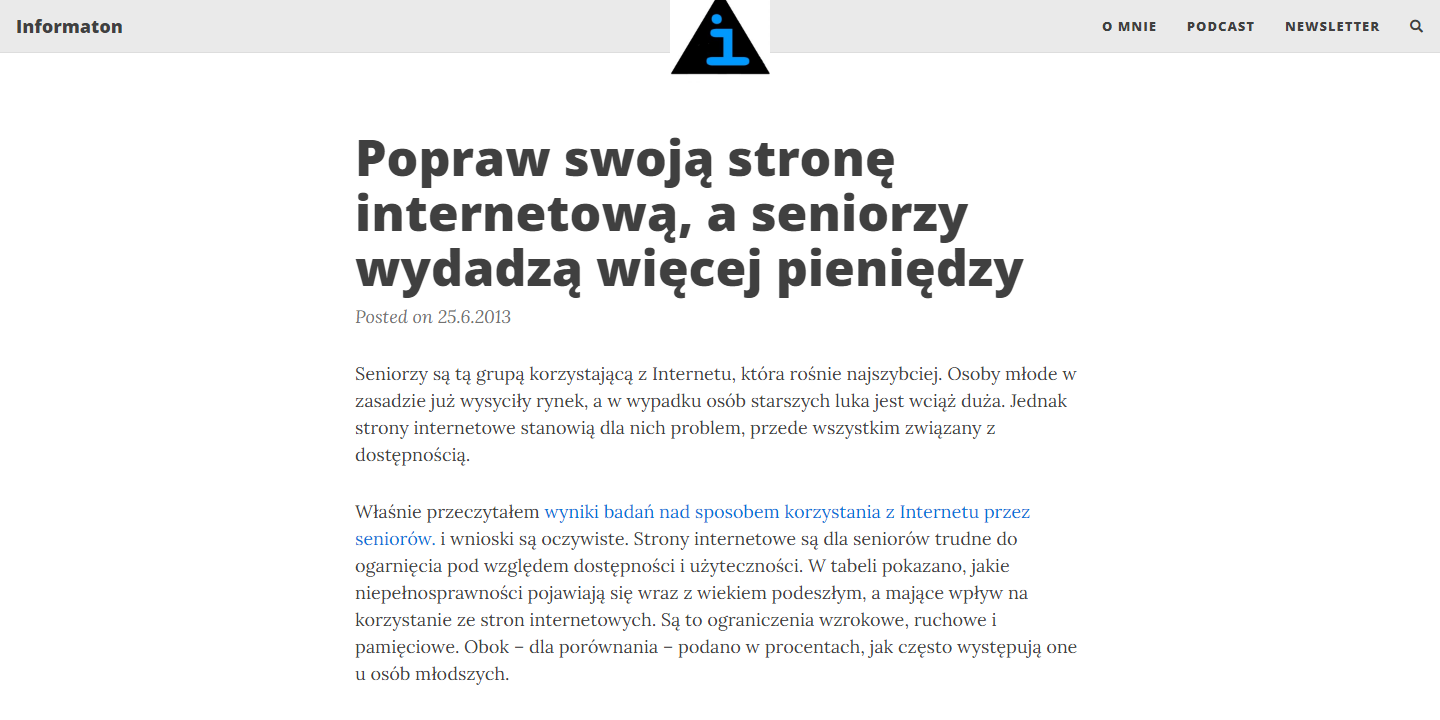 Informaton
i
O MNIE
PODCAST
NEWSLETTER
Popraw swoją stronę
internetową, a seniorzy
wydadzą więcej pieniędzy
Posted on 25.6.2013
Seniorzy są tą grupą korzystającą z Internetu, która rośnie najszybciej. Osoby młode w
zasadzie już wysyciły rynek, a w wypadku osób starszych luka jest wciąż duża. Jednak
strony internetowe stanowią dla nich problem, przede wszystkim związany z
dostępnością.
Właśnie przeczytałem wyniki badań nad sposobem korzystania z Internetu przez
seniorów. i wnioski są oczywiste. Strony internetowe są dla seniorów trudne do
ogarnięcia pod względem dostępności i użyteczności. W tabeli pokazano, jakie
niepełnosprawności pojawiają się wraz z wiekiem podeszłym, a mające wpływ na
korzystanie ze stron internetowych. Są to ograniczenia wzrokowe, ruchowe i
pamięciowe. Obok – dla porównania – podano w procentach, jak często występują one
u osób młodszych.